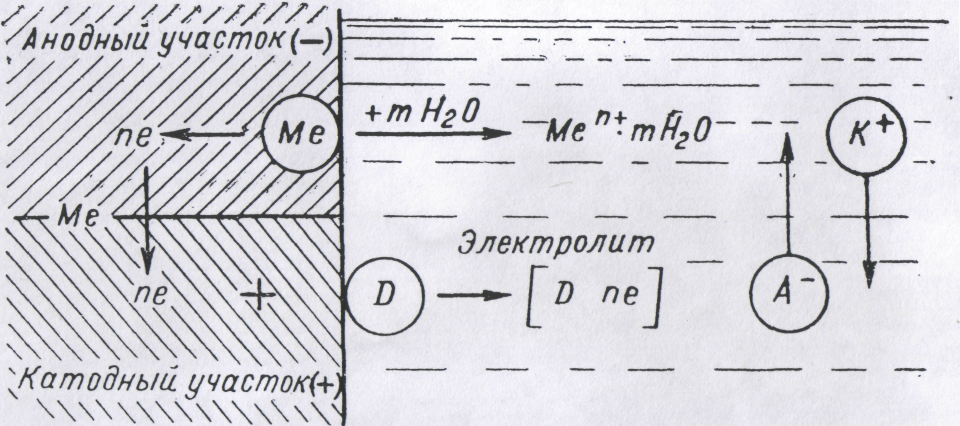 Анодный участок (−)
ne Me +mH₂O Meⁿ⁺·mH₂O K⁺
Me
Электролит
ne + D [D ne] A⁻
Катодный участок (+)